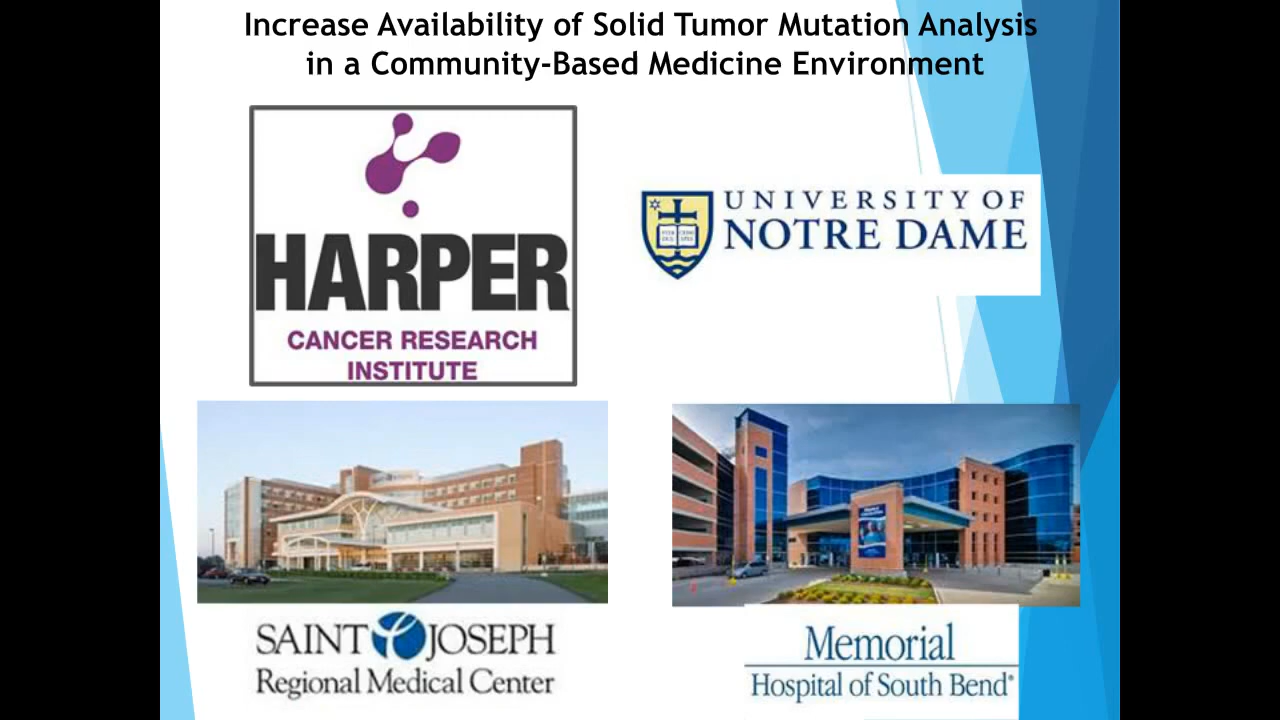 Increase Availability of Solid Tumor Mutation Analysis
in a Community-Based Medicine Environment
HARPER
CANCER RESEARCH
INSTITUTE
UNIVERSITY OF
NOTRE DAME
SAINT JOSEPH
Regional Medical Center
Memorial
Hospital of South Bend®